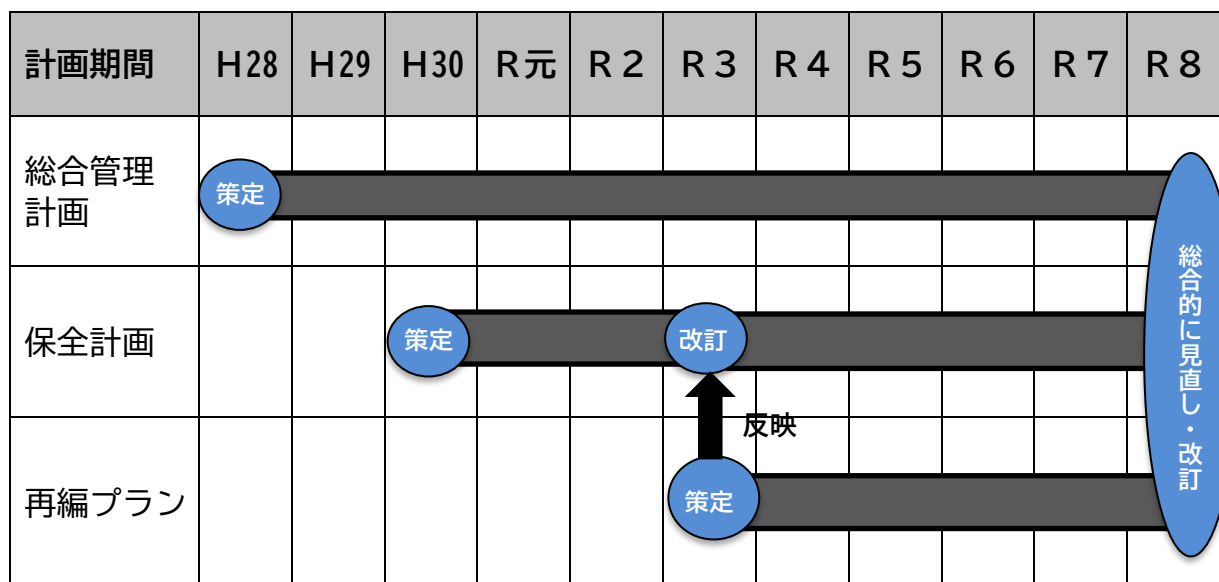 計画期間 H28 H29 H30 R元 R2 R3 R4 R5 R6 R7 R8
総合管理
計画
策定
保全計画
策定
改訂
反映
再編プラン
策定
総合的に見直し・改訂